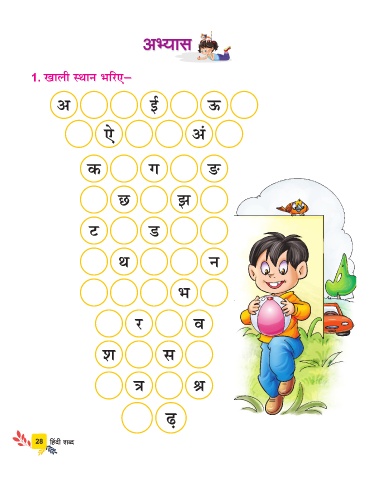 अभ्यास
1. खाली स्थान भरिए–
अ ई ऊ
ऐ अं
क ग ङ
छ झ
ट ड
थ न
भ
र व
श स
त्र श्र
ढ़
28 हिंदी शब्द